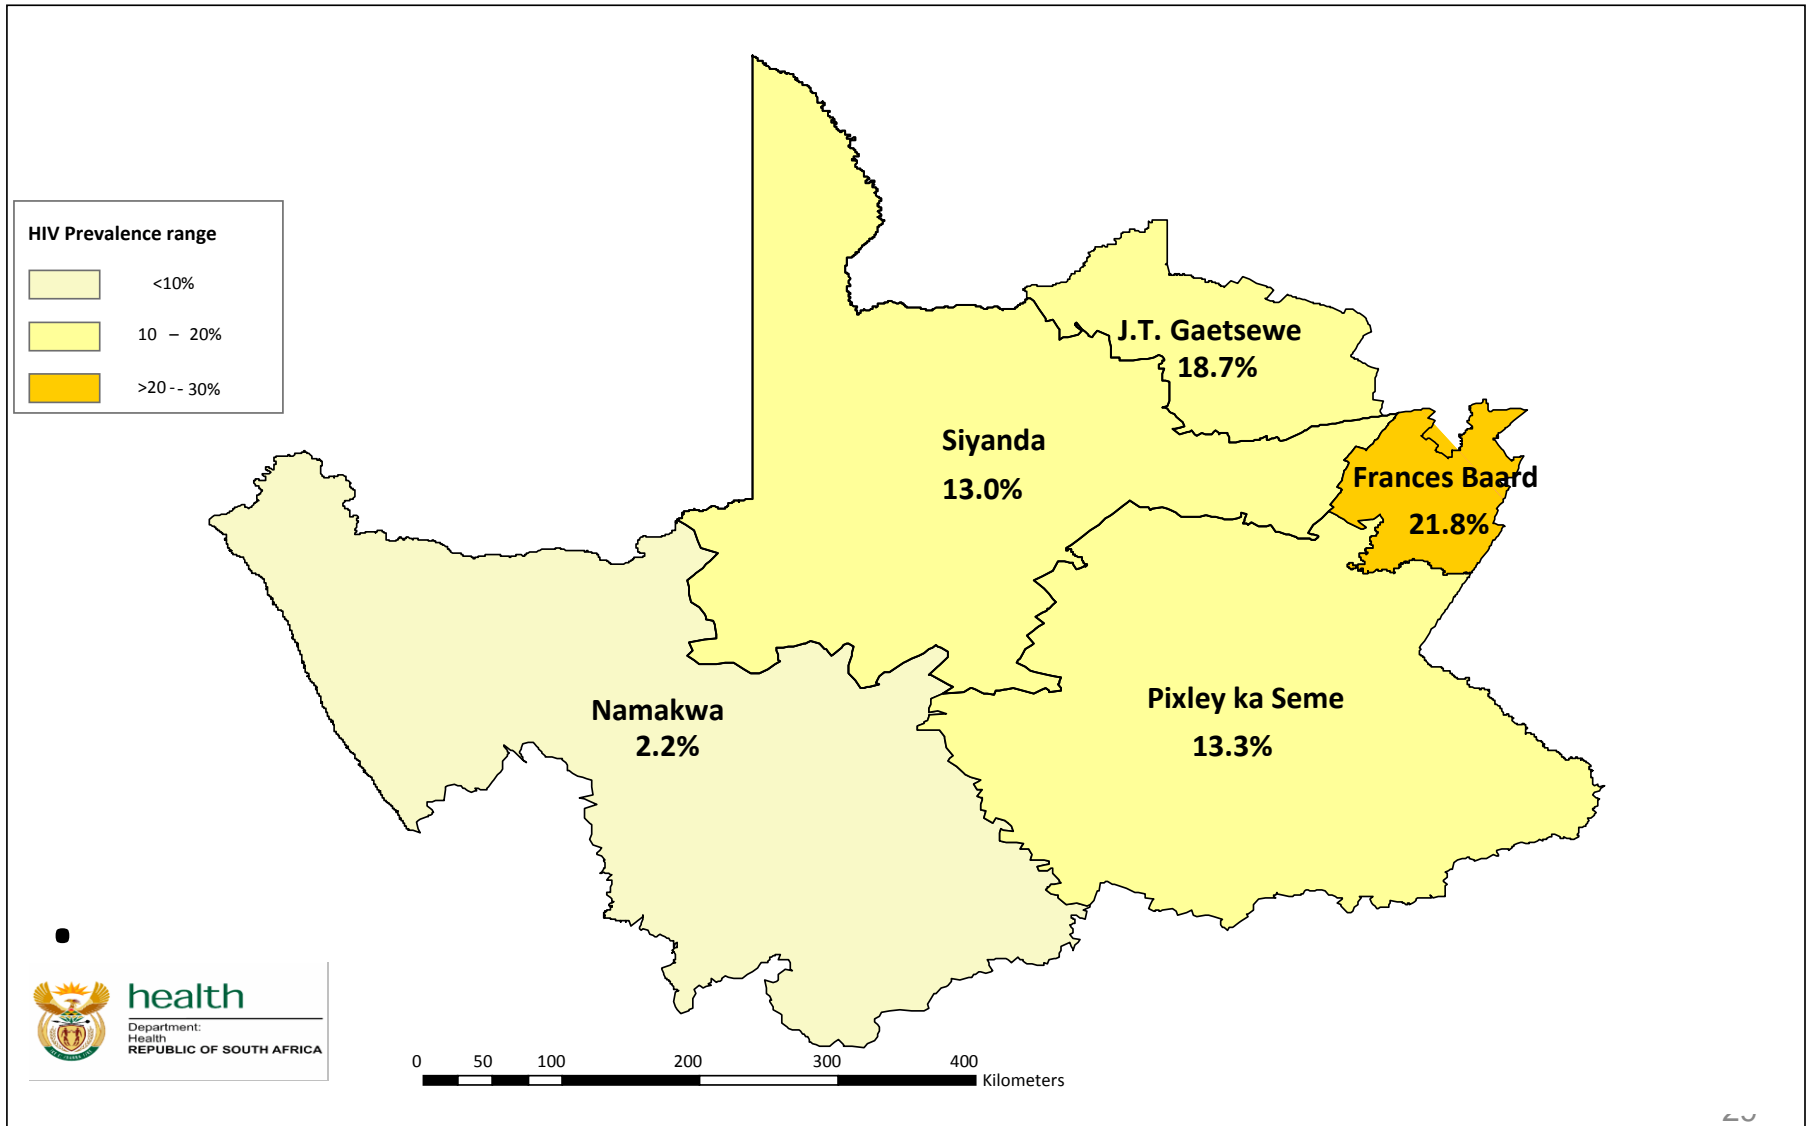 HIV Prevalence range
<10%
10 – 20%
>20 - - 30%
J.T. Gaetsewe
18.7%
Siyanda
13.0%
Frances Baard
21.8%
Namakwa
2.2%
Pixley ka Seme
13.3%
health
Department:
Health
REPUBLIC OF SOUTH AFRICA
0 50 100 200 300 400
Kilometers